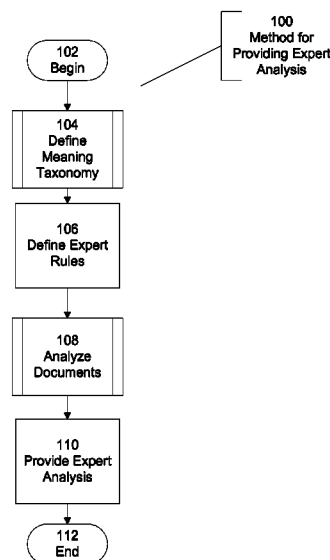 100
Method for
Providing Expert
Analysis
102
Begin
104
Define
Meaning
Taxonomy
106
Define Expert
Rules
108
Analyze
Documents
110
Provide Expert
Analysis
112
End